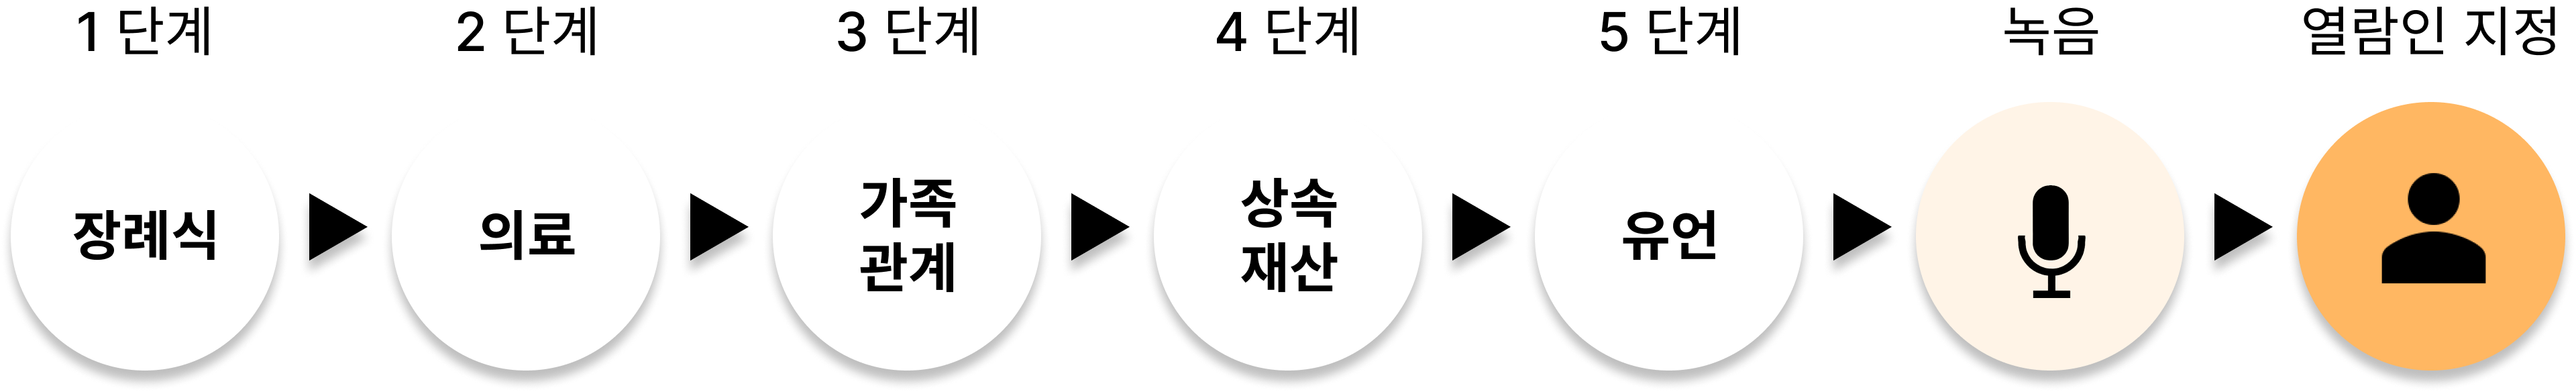 1 단계
2 단계
3 단계
4 단계
5 단계
녹음
열람인 지정
장례식
의료
가족
관계
상속
재산
유언